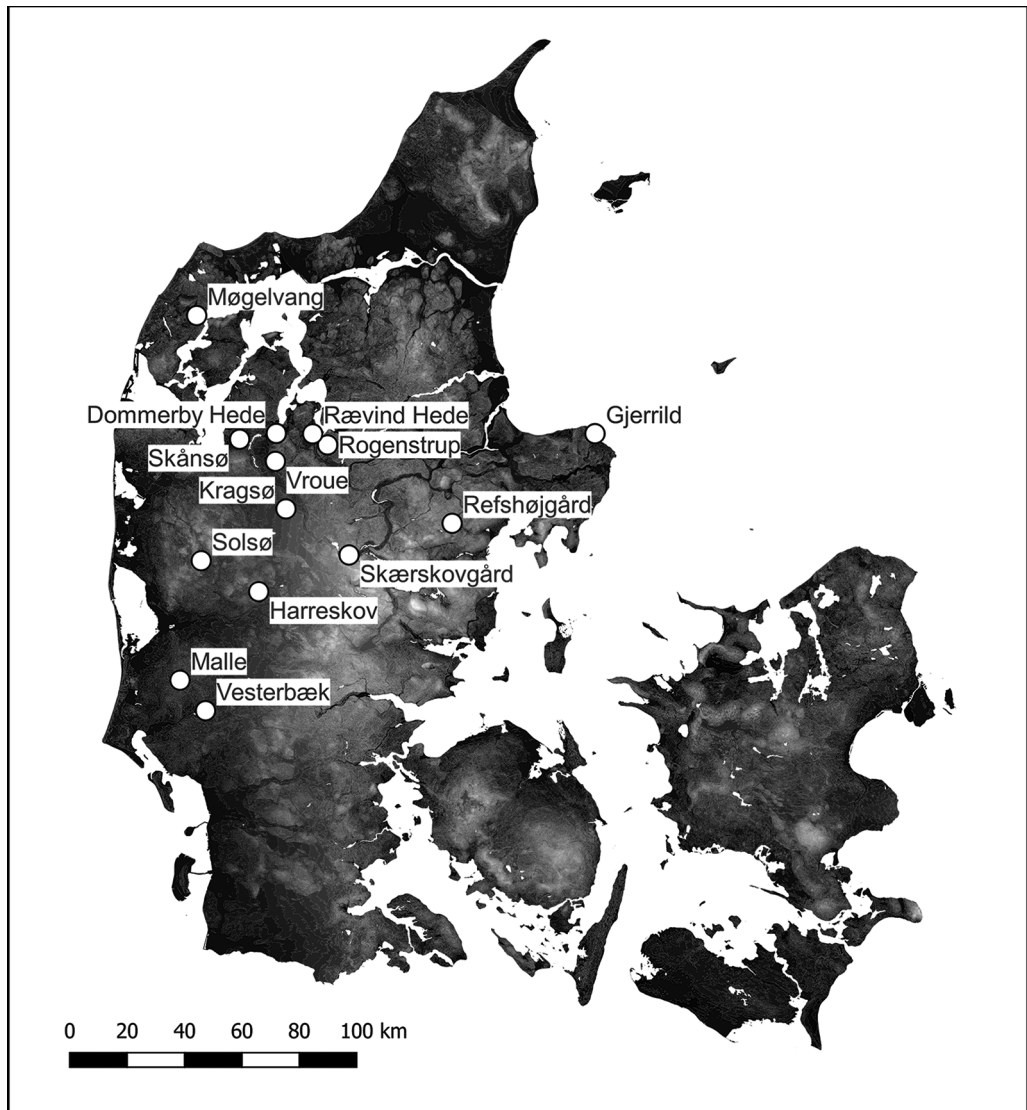 Møgelvang
Dommerby Hede
Rævind Hede
Gjerrild
Skånsø
Rogenstrup
Vroue
Kragsø
Refshøjgård
Solsø
Skærskovgård
Harreskov
Malle
Vesterbæk
0 20 40 60 80 100 km